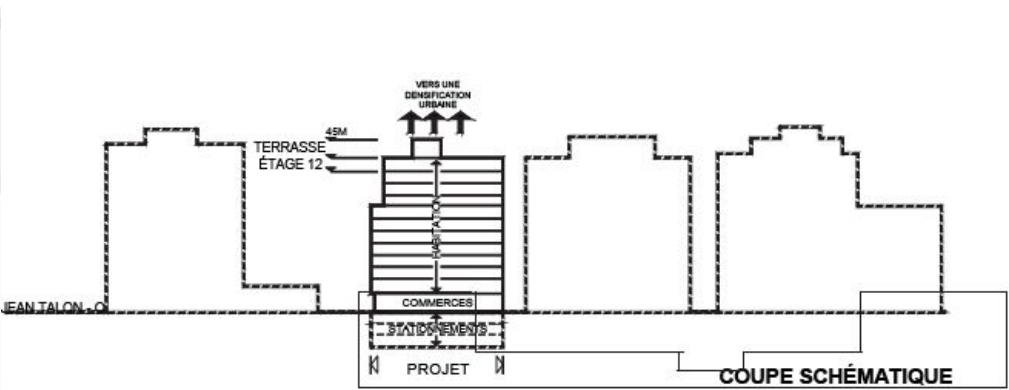 VERS UNE
DENSIFICATION
URBAINE
45M
TERRASSE
ÉTAGE 12
HABITATION
JEAN TALON - O
COMMERCES
STATIONNEMENTS
PROJET
COUPE SCHÉMATIQUE